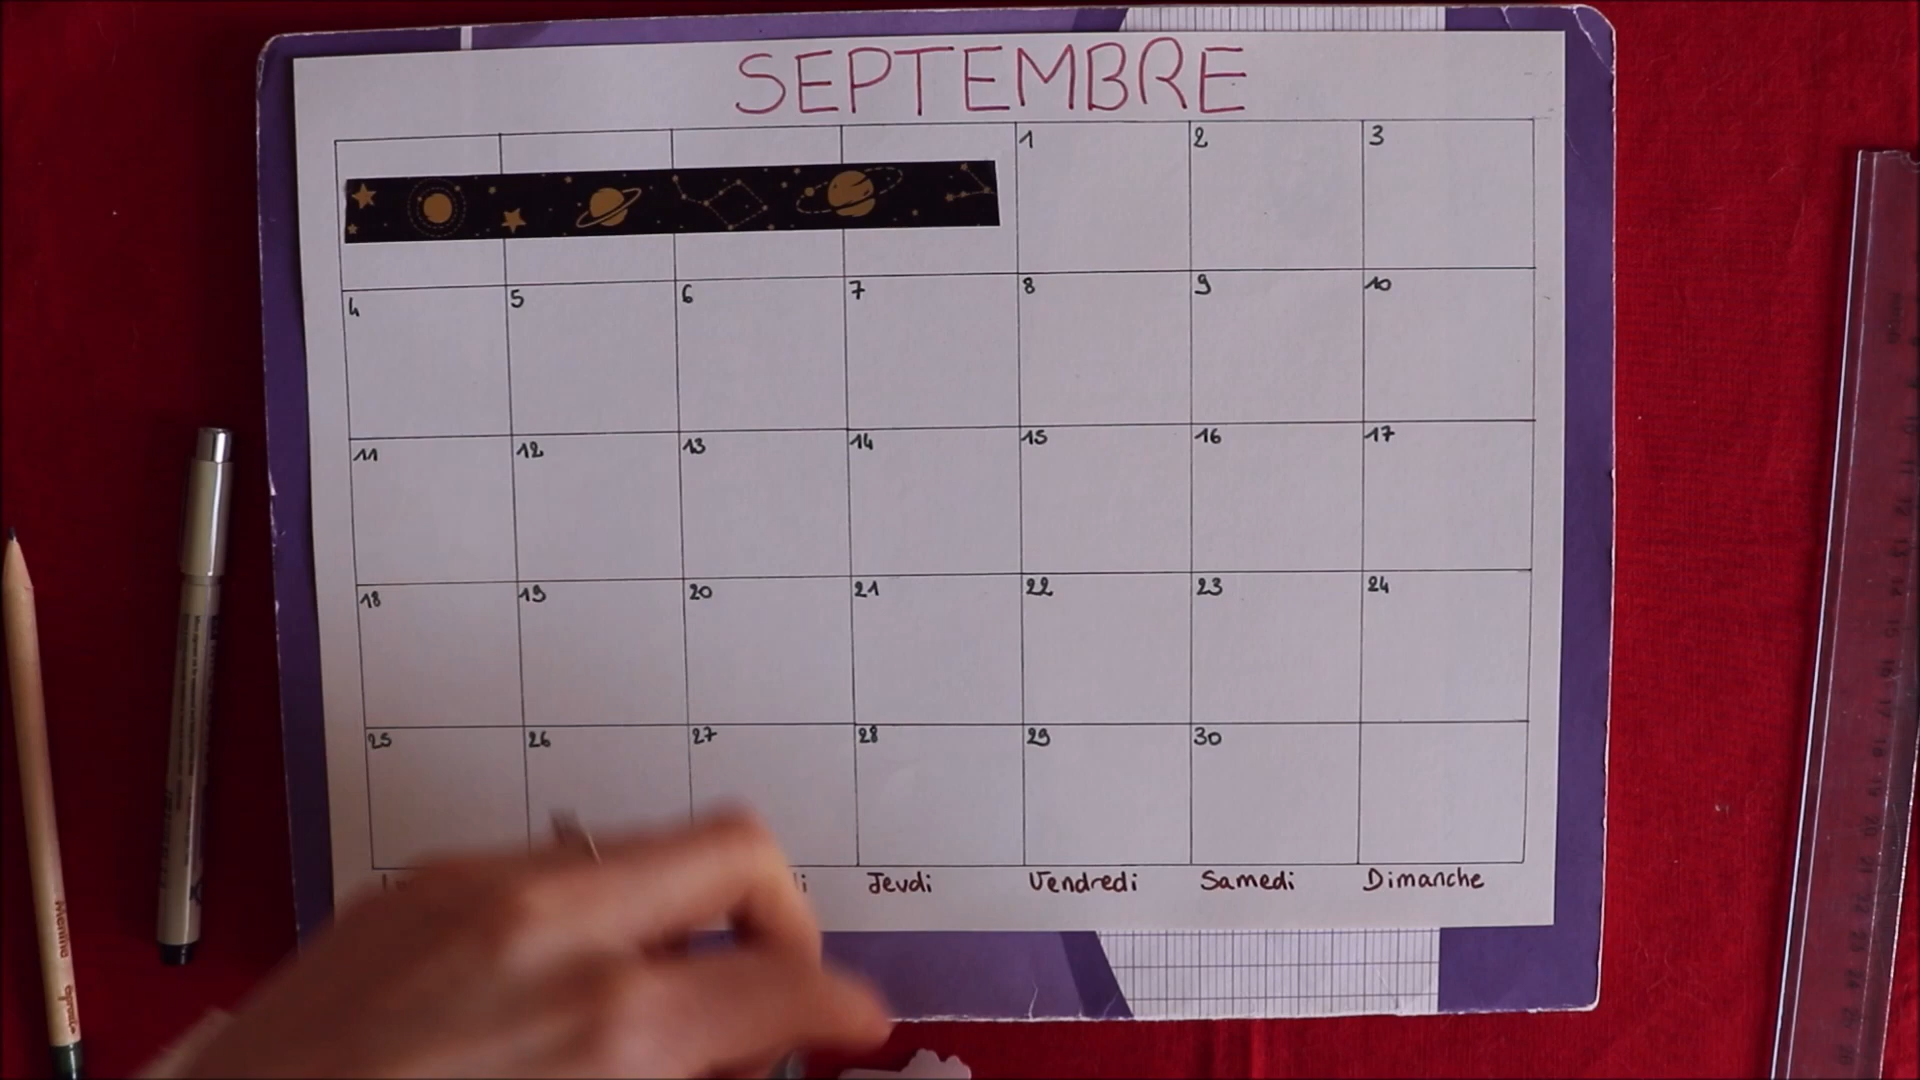 SEPTEMBRE
1 2 3
4 5 6 7 8 9 10
11 12 13 14 15 16 17
18 19 20 21 22 23 24
25 26 27 28 29 30
Jeudi Vendredi Samedi Dimanche